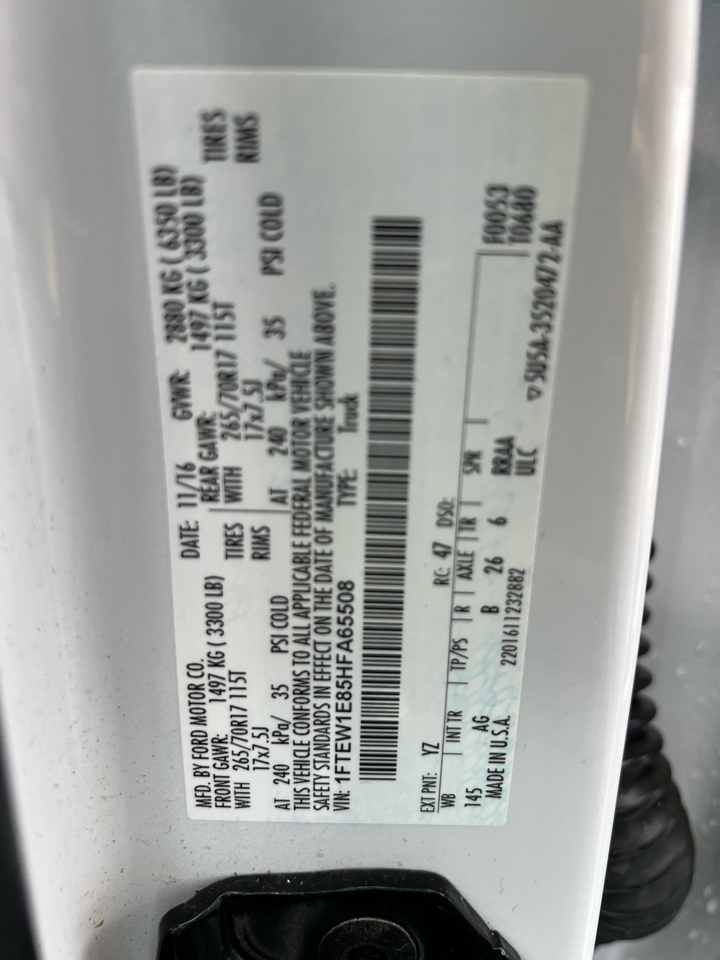 MFD. BY FORD MOTOR CO.
DATE: 11/16 GVWR: 2880 KG ( 6350 LB)
FRONT GAWR: 1497 KG ( 3300 LB) REAR GAWR: 1497 KG ( 3300 LB)
WITH 265/70R17 115T TIRES WITH 265/70R17 115T TIRES
17x7.5J RIMS 17x7.5J RIMS
AT 240 kPa/ 35 PSI COLD AT 240 kPa/ 35 PSI COLD
THIS VEHICLE CONFORMS TO ALL APPLICABLE FEDERAL MOTOR VEHICLE
SAFETY STANDARDS IN EFFECT ON THE DATE OF MANUFACTURE SHOWN ABOVE.
VIN: 1FTEW1E85HFA65508 TYPE: Truck
EXT PNT: YZ RC: 47 DSO: F0053
WB INT TR TP/PS R AXLE TR SPR T0680
145 AG B 26 6 RRAA
MADE IN U.S.A. 2201611232882 ULC ▽ 5U5A-3520472-AA